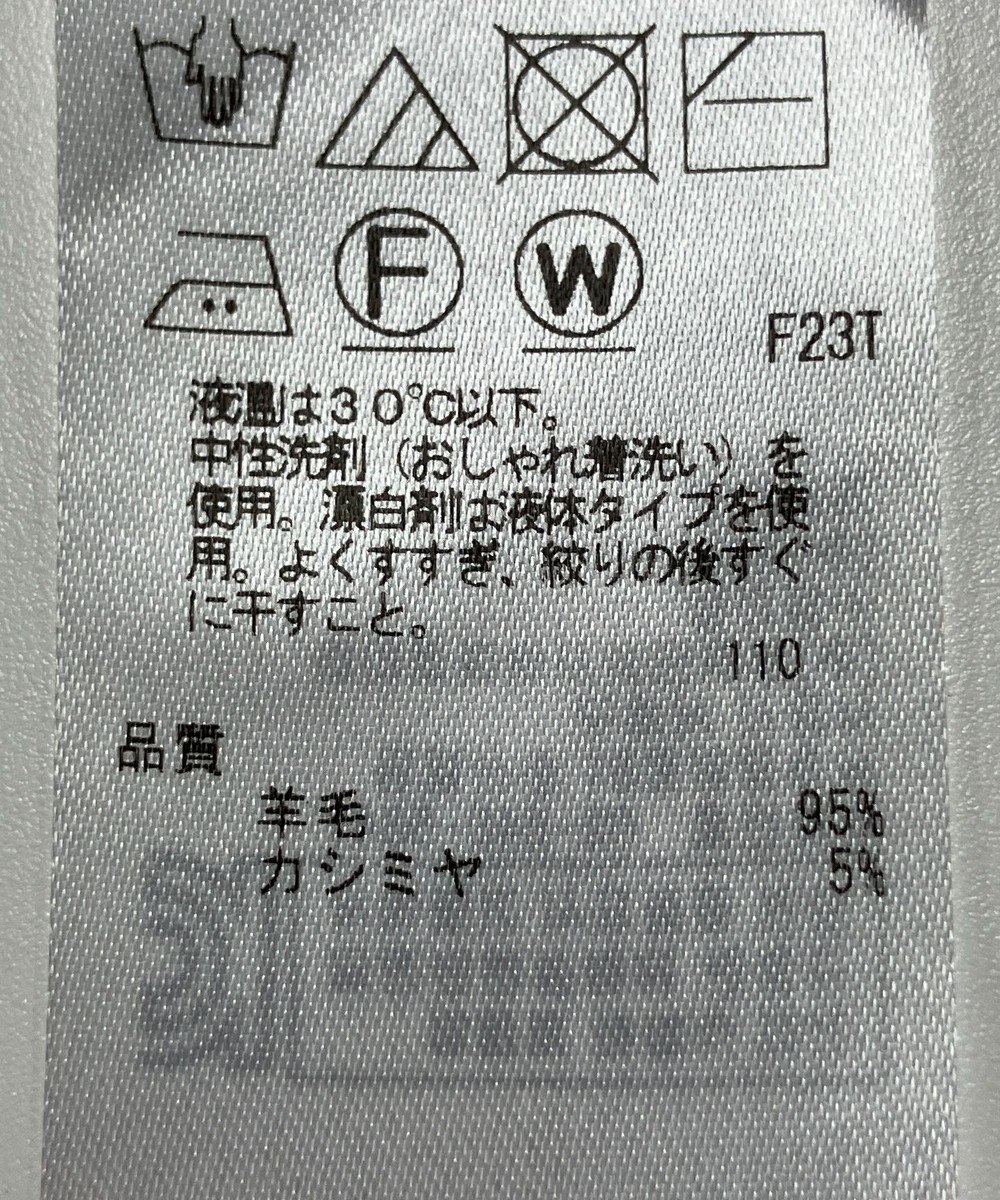 F W
F23T
液温は30℃以下。
中性洗剤（おしゃれ着洗い）を
使用。漂白剤は液体タイプを使
用。よくすすぎ、絞りの後すぐ
に干すこと。
110
品質
羊毛 95%
カシミヤ 5%